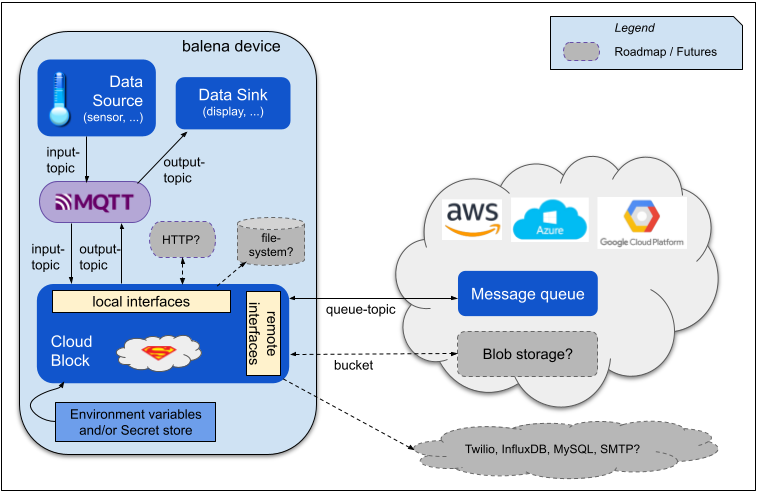 balena device
Legend
Roadmap / Futures
Data
Source
(sensor, ...)
Data Sink
(display, ...)
input-
topic
output-
topic
MQTT
input-
topic
output-
topic
HTTP?
file-
system?
aws
Azure
Google Cloud Platform
local interfaces
remote
interfaces
queue-topic
Message queue
Cloud
Block
S
bucket
Blob storage?
Environment variables
and/or Secret store
Twilio, InfluxDB, MySQL, SMTP?